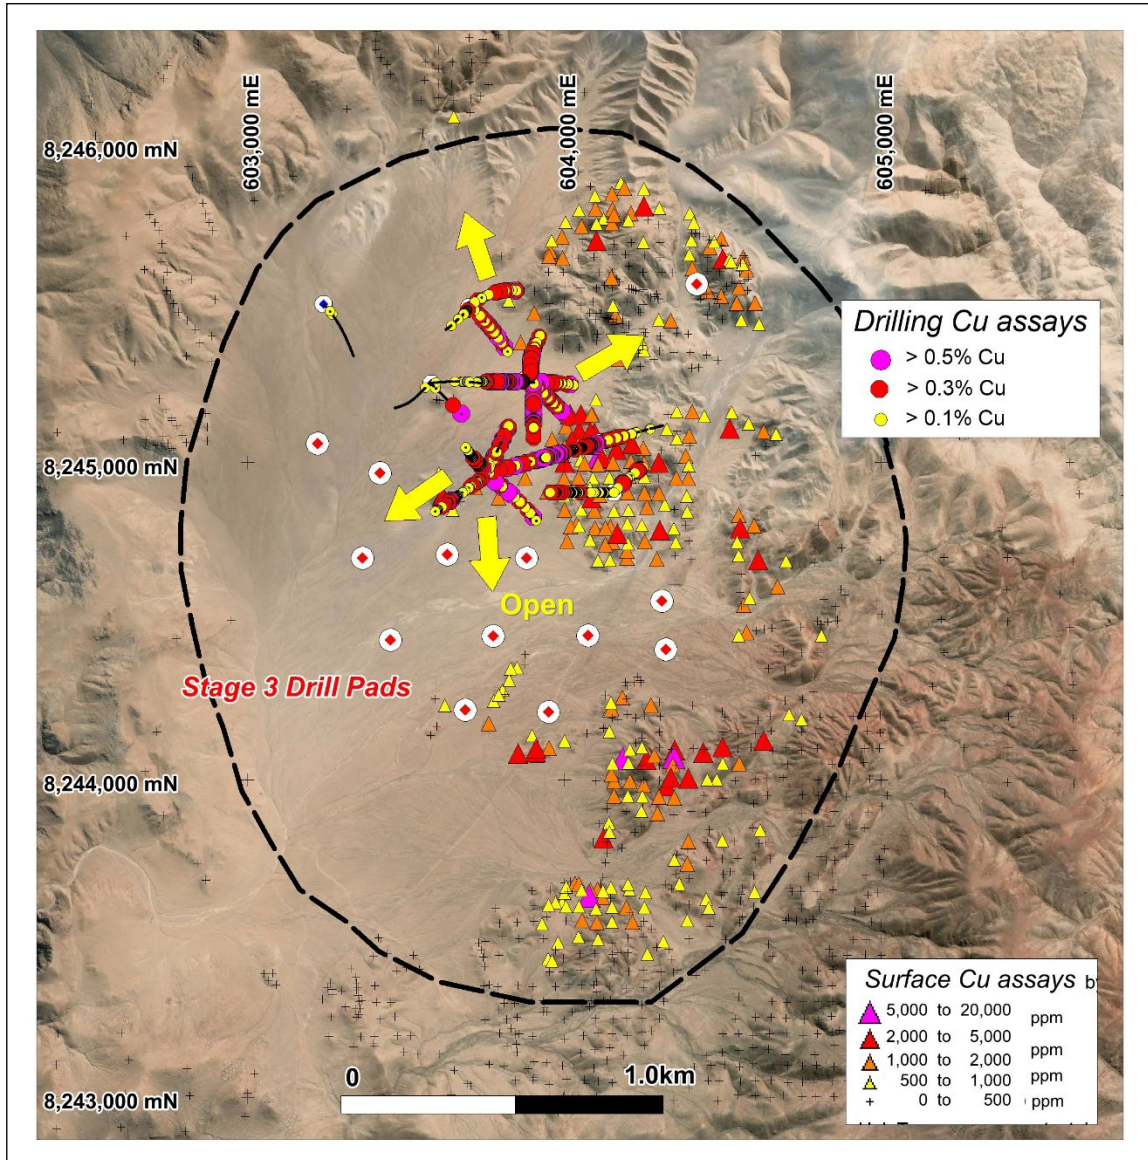 603,000 mE
604,000 mE
605,000 mE
8,246,000 mN
Drilling Cu assays
> 0.5% Cu
> 0.3% Cu
> 0.1% Cu
8,245,000 mN
Open
Stage 3 Drill Pads
8,244,000 mN
Surface Cu assays by
5,000 to 20,000 ppm
2,000 to 5,000 ppm
1,000 to 2,000 ppm
500 to 1,000 ppm
0 to 500 ppm
0 1.0km
8,243,000 mN